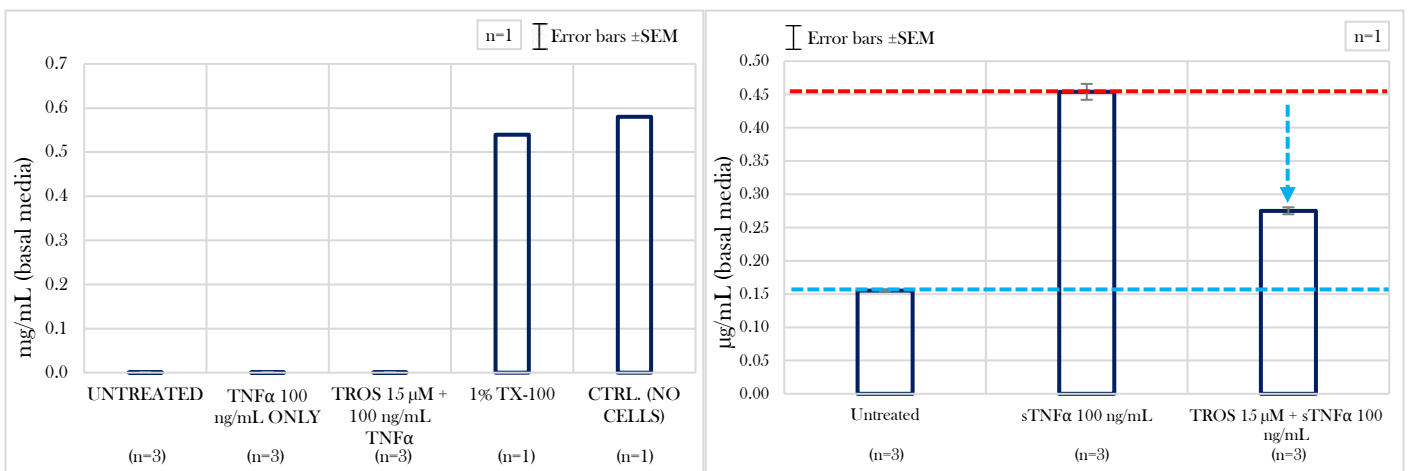 n=1
Error bars ±SEM
mg/mL (basal media)
0.7
0.6
0.5
0.4
0.3
0.2
0.1
0.0
UNTREATED
(n=3)
TNFα 100
ng/mL ONLY
(n=3)
TROS 15 µM +
100 ng/mL
TNFα
(n=3)
1% TX-100
(n=1)
CTRL. (NO
CELLS)
(n=1)
Error bars ±SEM
n=1
µg/mL (basal media)
0.50
0.45
0.40
0.35
0.30
0.25
0.20
0.15
0.10
0.05
0.00
Untreated
(n=3)
sTNFα 100 ng/mL
(n=3)
TROS 15 µM + sTNFα 100
ng/mL
(n=3)